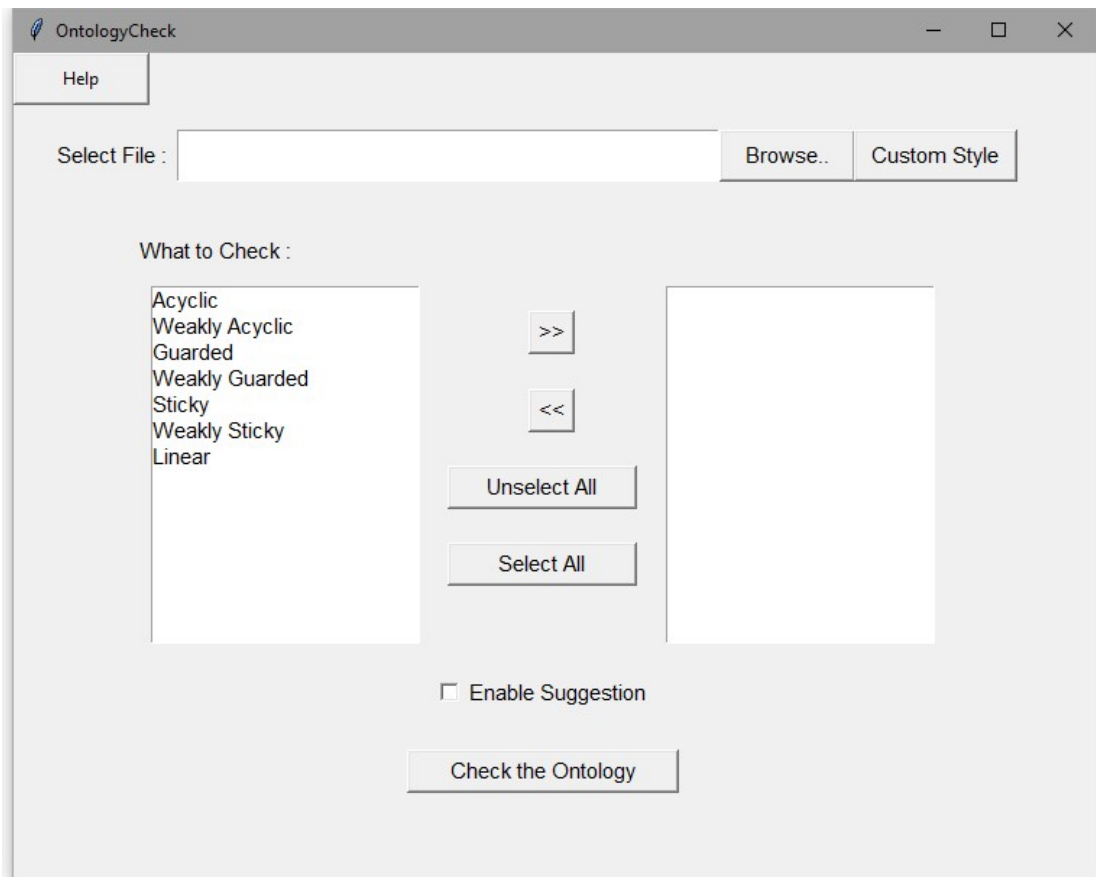 OntologyCheck
Help
Select File :
Browse..
Custom Style
What to Check :
Acyclic
Weakly Acyclic
Guarded
Weakly Guarded
Sticky
Weakly Sticky
Linear
>>
<<
Unselect All
Select All
Enable Suggestion
Check the Ontology